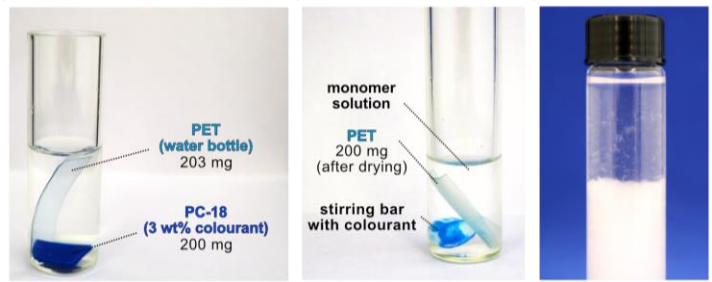 PET
(water bottle)
203 mg
PC-18
(3 wt% colourant)
200 mg
monomer
solution
PET
200 mg
(after drying)
stirring bar
with colourant